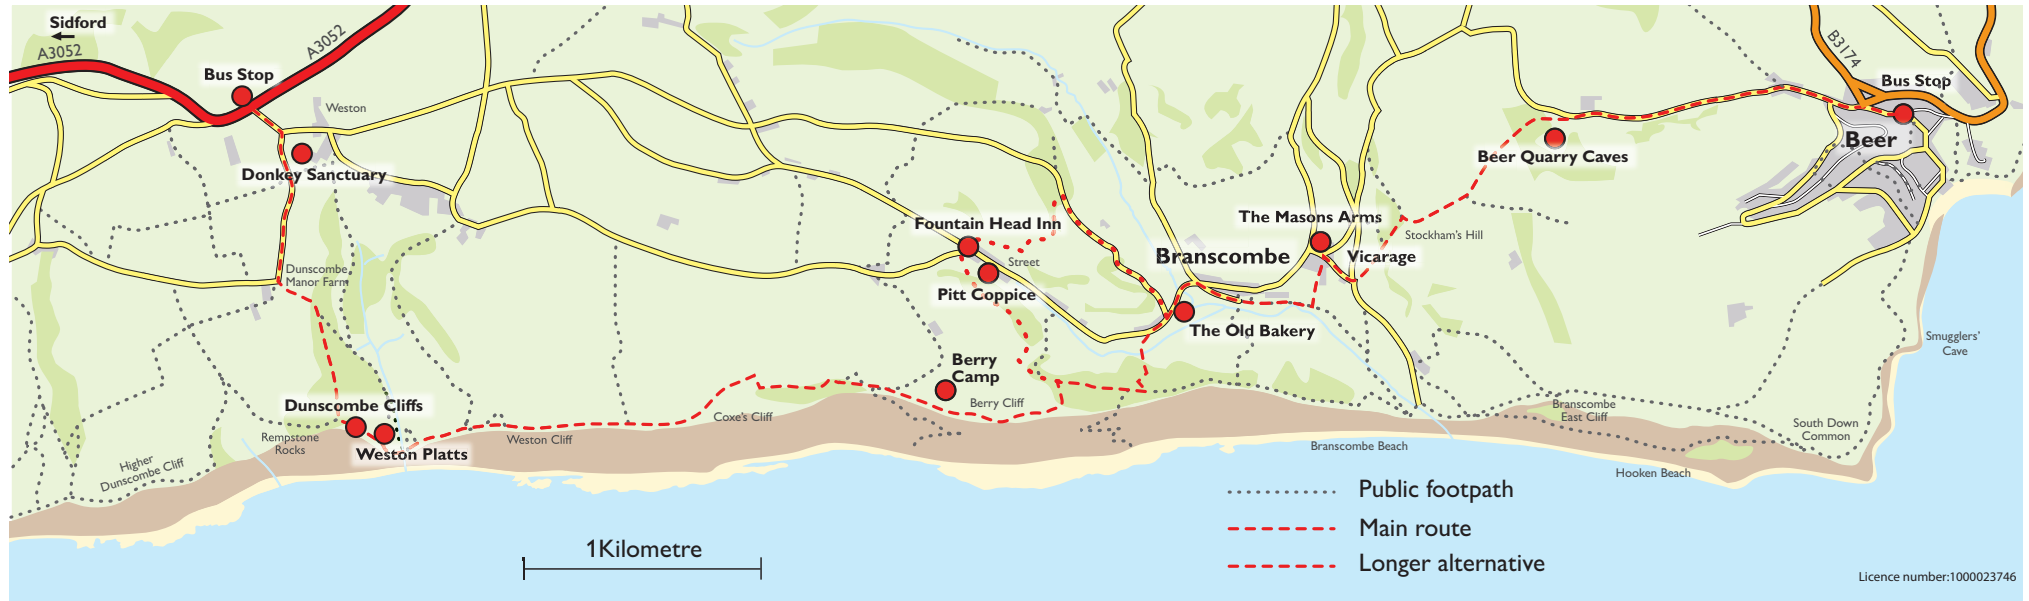 Sidford
A3052
A3052
Bus Stop
Weston
Donkey Sanctuary
Dunscombe
Manor Farm
Dunscombe Cliffs
Weston Platts
Rempstone
Rocks
Higher
Dunscombe Cliff
Weston Cliff
Coxe's Cliff
Berry
Camp
Berry Cliff
Fountain Head Inn
Street
Pitt Coppice
Branscombe
The Old Bakery
The Masons Arms
Vicarage
Stockham's Hill
Beer Quarry Caves
B3174
Bus Stop
Beer
Smugglers'
Cave
Branscombe
East Cliff
South Down
Common
Branscombe Beach
Hooken Beach
1Kilometre
Public footpath
Main route
Longer alternative
Licence number:1000023746